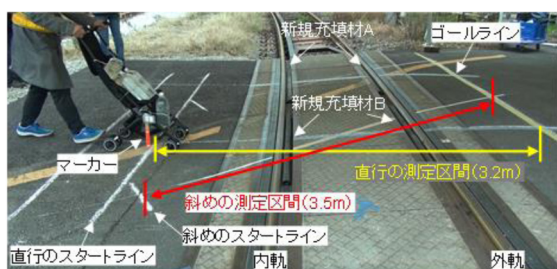 新規充填材A
ゴールライン
新規充填材B
マーカー
直行の測定区間(3.2m)
斜めの測定区間(3.5m)
斜めのスタートライン
直行のスタートライン
内軌
外軌